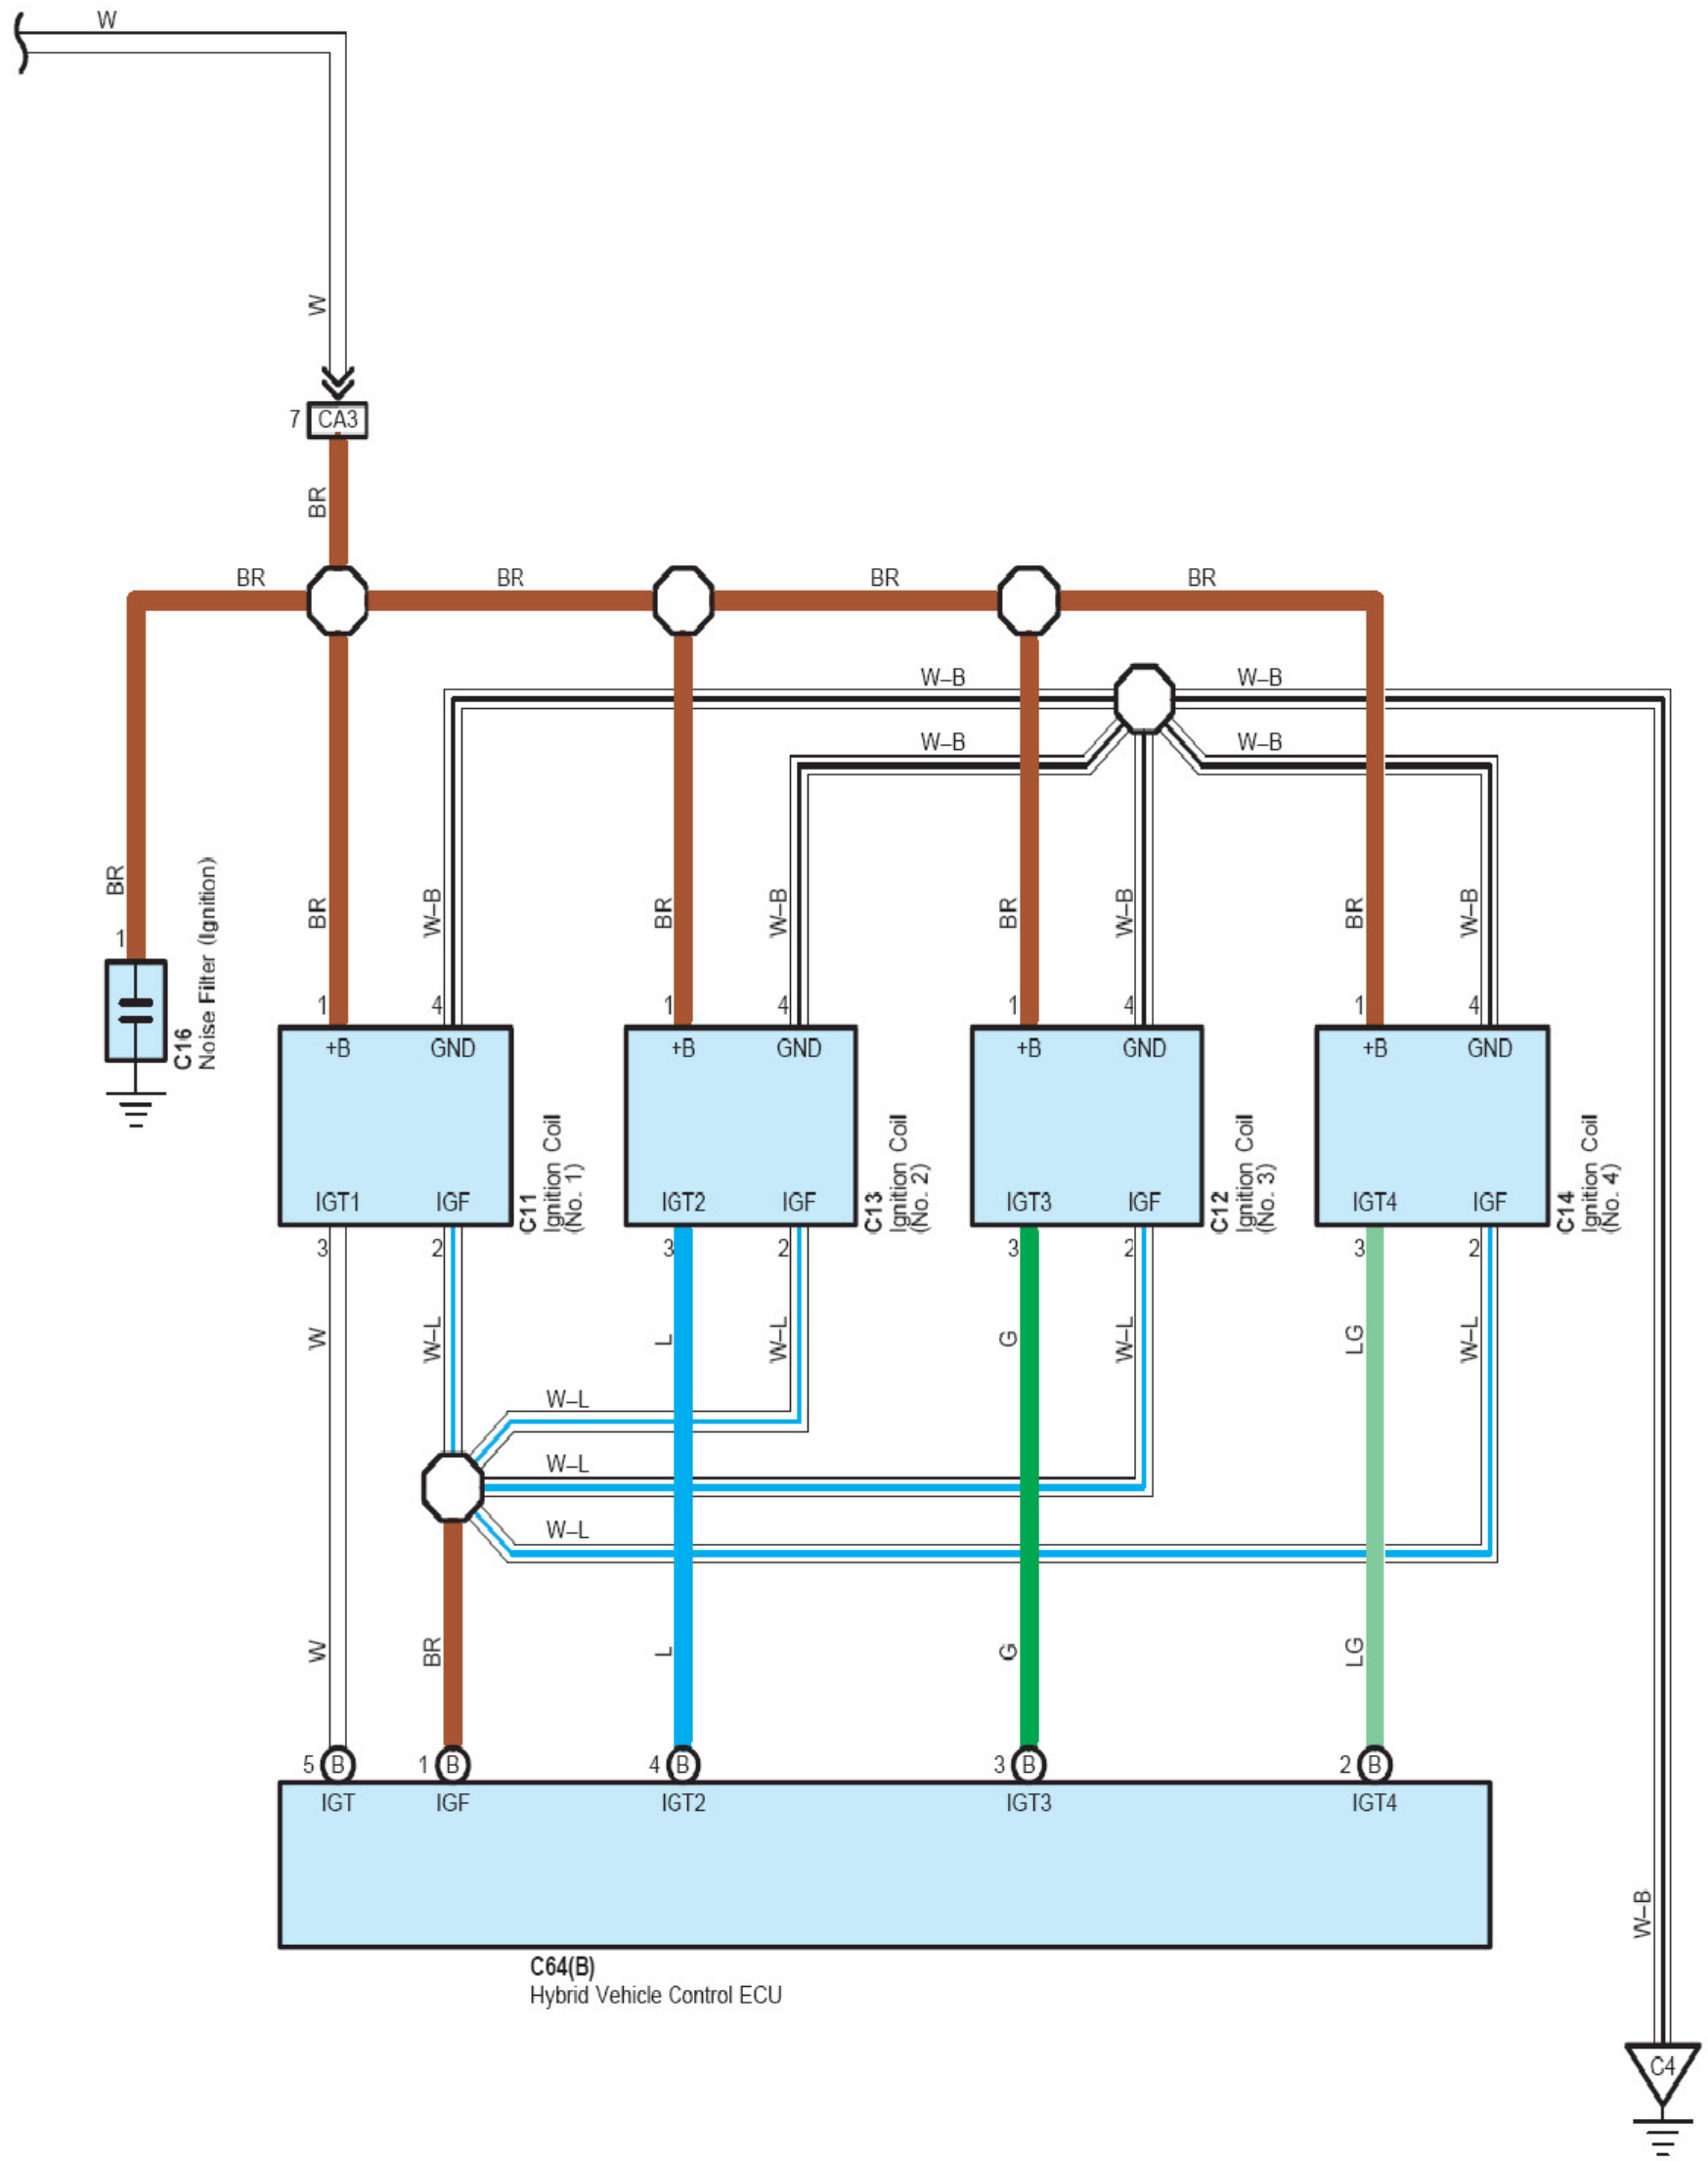 W
W
7 CA3
BR
BR BR BR BR
W–B W–B
W–B W–B
BR
1
C16
Noise Filter (Ignition)
BR W–B BR W–B BR W–B BR W–B
1 4 1 4 1 4 1 4
+B GND +B GND +B GND +B GND
IGT1 IGF IGT2 IGF IGT3 IGF IGT4 IGF
C11
Ignition Coil
(No. 1)
C13
Ignition Coil
(No. 2)
C12
Ignition Coil
(No. 3)
C14
Ignition Coil
(No. 4)
3 2 3 2 3 2 3 2
W W–L L W–L G W–L LG W–L
W–L
W–L
W–L
W BR L G LG
5 B 1 B 4 B 3 B 2 B
IGT IGF IGT2 IGT3 IGT4
W–B
C64(B)
Hybrid Vehicle Control ECU
C4